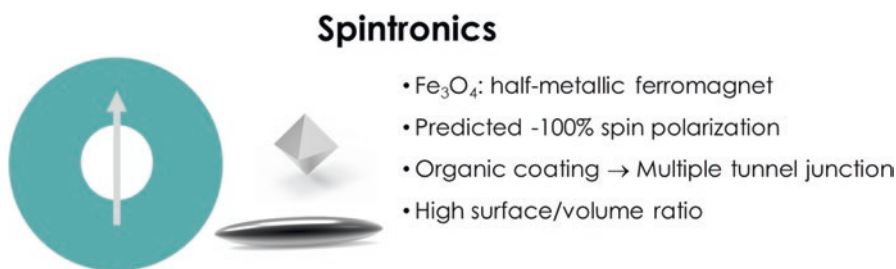 Spintronics
• Fe₃O₄: half-metallic ferromagnet
• Predicted -100% spin polarization
• Organic coating → Multiple tunnel junction
• High surface/volume ratio